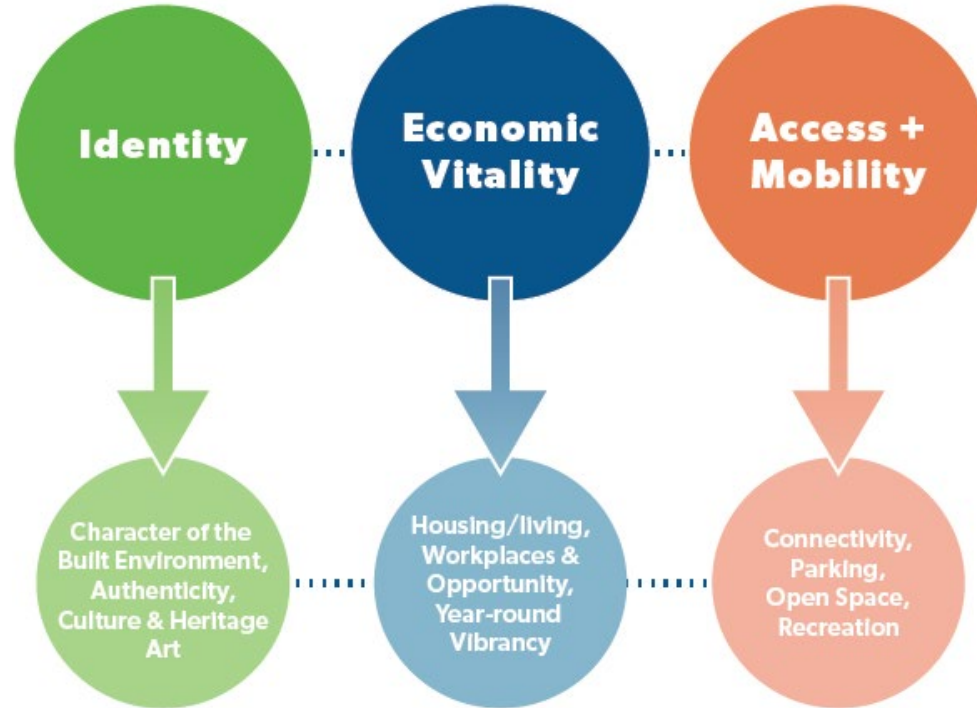 Identity
Economic
Vitality
Access +
Mobility
Character of the
Built Environment,
Authenticity,
Culture & Heritage
Art
Housing/living,
Workplaces &
Opportunity,
Year-round
Vibrancy
Connectivity,
Parking,
Open Space,
Recreation